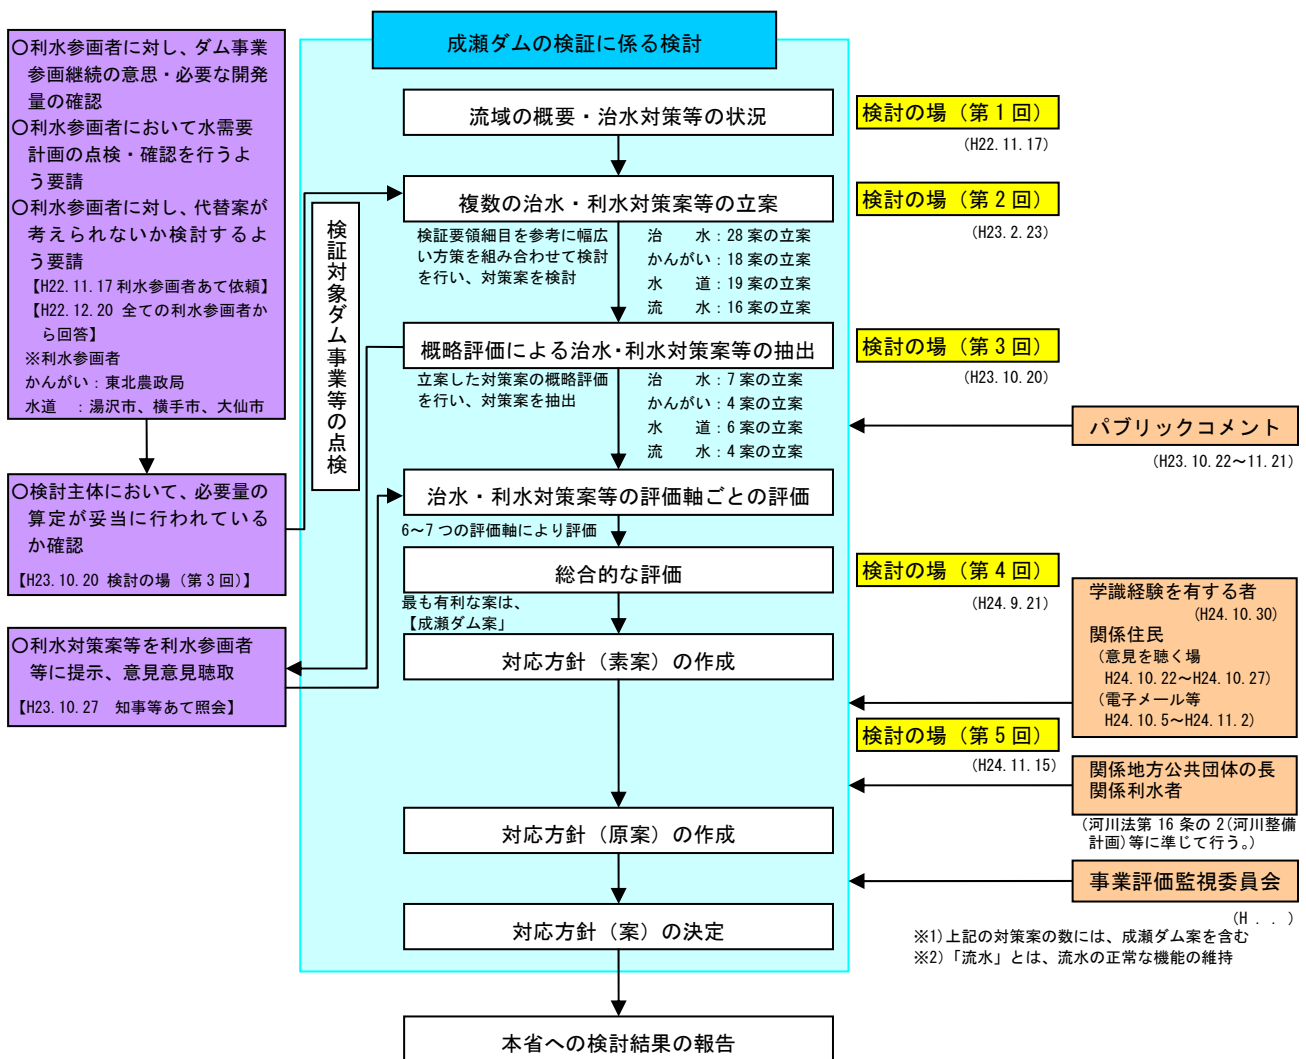 成瀬ダムの検証に係る検討
〇利水参画者に対し、ダム事業
参画継続の意思・必要な開発
量の確認
〇利水参画者において水需要
計画の点検・確認を行うよ
う要請
〇利水参画者に対し、代替案が
考えられないか検討するよ
う要請
【H22.11.17 利水参画者あて依頼】
【H22.12.20 全ての利水参画者か
ら回答】
※利水参画者
かんがい：東北農政局
水道　：湯沢市、横手市、大仙市
〇検討主体において、必要量の
算定が妥当に行われている
か確認
【H23.10.20 検討の場（第３回）】
〇利水対策案等を利水参画者
等に提示、意見意見聴取
【H23.10.27　知事等あて照会】
検証対象ダム事業等の点検
流域の概要・治水対策等の状況
複数の治水・利水対策案等の立案
検証要領細目を参考に幅広
い方策を組み合わせて検討
を行い、対策案を検討
治　　水：28 案の立案
かんがい：18 案の立案
水　　道：19 案の立案
流　　水：16 案の立案
概略評価による治水・利水対策案等の抽出
立案した対策案の概略評価
を行い、対策案を抽出
治　　水：7 案の立案
かんがい：4 案の立案
水　　道：6 案の立案
流　　水：4 案の立案
治水・利水対策案等の評価軸ごとの評価
6～7 つの評価軸により評価
総合的な評価
最も有利な案は、
【成瀬ダム案」
対応方針（素案）の作成
対応方針（原案）の作成
対応方針（案）の決定
本省への検討結果の報告
検討の場（第１回）
（H22.11.17）
検討の場（第２回）
（H23.2.23）
検討の場（第３回）
（H23.10.20）
検討の場（第４回）
（H24.9.21）
検討の場（第５回）
（H24.11.15）
パブリックコメント
（H23.10.22～11.21）
学識経験を有する者
（H24.10.30）
関係住民
（意見を聴く場
H24.10.22～H24.10.27）
（電子メール等
H24.10.5～H24.11.2）
関係地方公共団体の長
関係利水者
（河川法第 16 条の 2(河川整備
計画)等に準じて行う。）
事業評価監視委員会
（H . . ）
※1)上記の対策案の数には、成瀬ダム案を含む
※2)「流水」とは、流水の正常な機能の維持